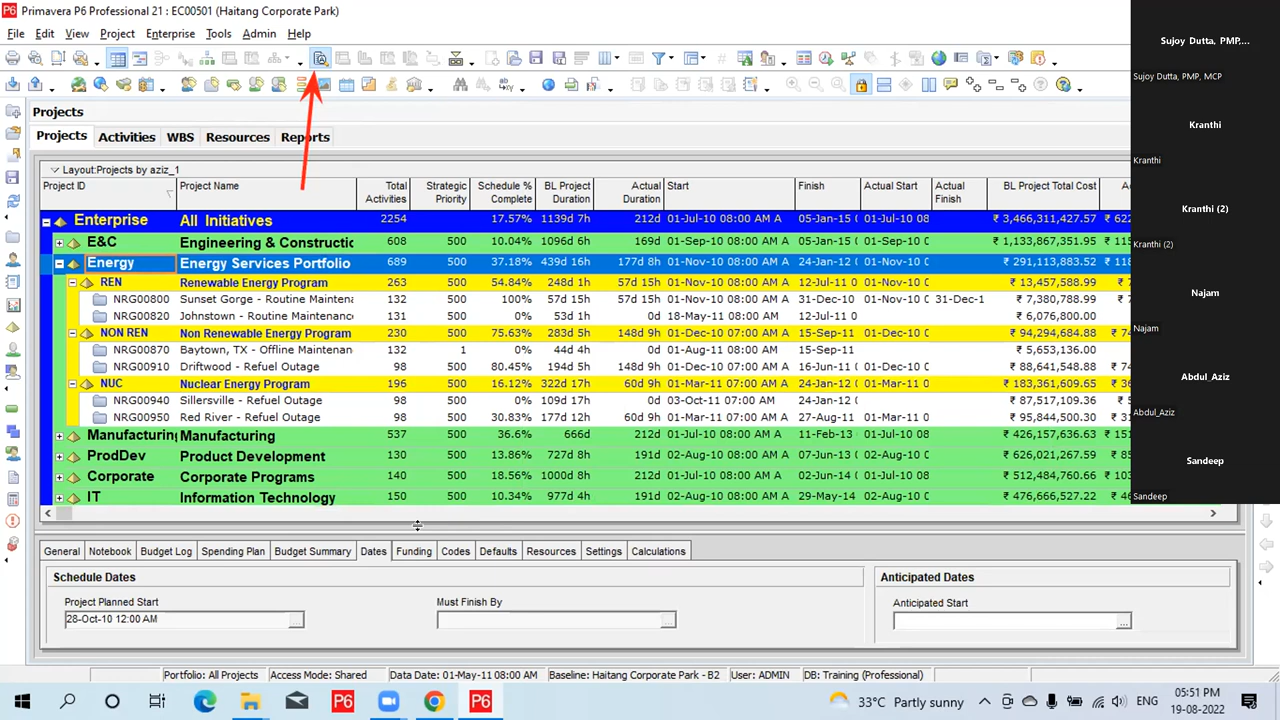 Primavera P6 Professional 21 : EC00501 (Haitang Corporate Park)
File Edit View Project Enterprise Tools Admin Help
Projects
Projects Activities WBS Resources Reports
Layout:Projects by aziz_1
Project ID Project Name Total Activities Strategic Priority Schedule % Complete BL Project Duration Actual Duration Start Finish Actual Start Actual Finish BL Project Total Cost
Enterprise All Initiatives 2254 17.57% 1139d 7h 212d 01-Jul-10 08:00 AM A 05-Jan-15 01-Jul-10 08 ₹ 3,466,311,427.57 ₹ 622
E&C Engineering & Constructic 608 500 10.04% 1096d 6h 169d 01-Sep-10 08:00 AM A 05-Jan-15 01-Sep-10 ₹ 1,133,867,351.95 ₹ 115
Energy Energy Services Portfolio 689 500 37.18% 439d 16h 177d 8h 01-Nov-10 08:00 AM A 24-Jan-12 01-Nov-10 ₹ 291,113,883.52 ₹ 118
REN Renewable Energy Program 263 500 54.84% 248d 1h 57d 15h 01-Nov-10 08:00 AM A 12-Jul-11 01-Nov-10 ₹ 13,457,588.99 ₹
NRG00800 Sunset Gorge - Routine Maintena 132 500 100% 57d 15h 57d 15h 01-Nov-10 08:00 AM A 31-Dec-10 01-Nov-10 31-Dec-1 ₹ 7,380,788.99 ₹
NRG00820 Johnstown - Routine Maintenanc 131 500 0% 53d 1h 0d 18-May-11 08:00 AM 12-Jul-11 ₹ 6,076,800.00
NON REN Non Renewable Energy Program 230 500 75.63% 283d 5h 148d 9h 01-Dec-10 07:00 AM A 15-Sep-11 01-Dec-10 ₹ 94,294,684.88
NRG00870 Baytown, TX - Offline Maintenan 132 1 0% 44d 4h 0d 01-Aug-11 08:00 AM 15-Sep-11 ₹ 5,653,136.00
NRG00910 Driftwood - Refuel Outage 98 500 80.45% 194d 5h 148d 9h 01-Dec-10 07:00 AM A 16-Jun-11 01-Dec-10 ₹ 88,641,548.88
NUC Nuclear Energy Program 196 500 16.12% 322d 17h 60d 9h 01-Mar-11 07:00 AM A 24-Jan-12 01-Mar-11 ₹ 183,361,609.65
NRG00940 Sillersville - Refuel Outage 98 500 0% 109d 17h 0d 03-Oct-11 07:00 AM 24-Jan-12 ₹ 87,517,109.36
NRG00950 Red River - Refuel Outage 98 500 30.83% 177d 12h 60d 9h 01-Mar-11 07:00 AM A 27-Aug-11 01-Mar-11 ₹ 95,844,500.30
Manufacturing Manufacturing 537 500 36.6% 666d 212d 01-Jul-10 08:00 AM A 11-Feb-13 01-Jul-10 08 ₹ 426,157,636.63 ₹ 151
ProdDev Product Development 130 500 13.86% 727d 8h 191d 02-Aug-10 08:00 AM A 07-Jun-13 02-Aug-10 ₹ 626,021,267.59
Corporate Corporate Programs 140 500 18.56% 1000d 8h 212d 02-Aug-10 08:00 AM A 02-Jun-14 02-Aug-10 ₹ 512,484,760.66
IT Information Technology 150 500 10.34% 977d 4h 191d 02-Aug-10 08:00 AM A 29-May-14 02-Aug-10 ₹ 476,666,527.22
General Notebook Budget Log Spending Plan Budget Summary Dates Funding Codes Defaults Resources Settings Calculations
Schedule Dates Anticipated Dates
Project Planned Start Must Finish By Anticipated Start
28-Oct-10 12:00 AM
Portfolio: All Projects Access Mode: Shared Data Date: 01-May-11 08:00 AM Baseline: Haitang Corporate Park - B2 User: ADMIN DB: Training (Professional)
33°C Partly sunny ENG 05:51 PM
19-08-2022
Sujoy Dutta, PMP,...
Sujoy Dutta, PMP, MCP
Kranthi
Kranthi
Kranthi (2)
Kranthi (2)
Najam
Najam
Abdul_Aziz
Abdul_Aziz
Sandeep
Sandeep